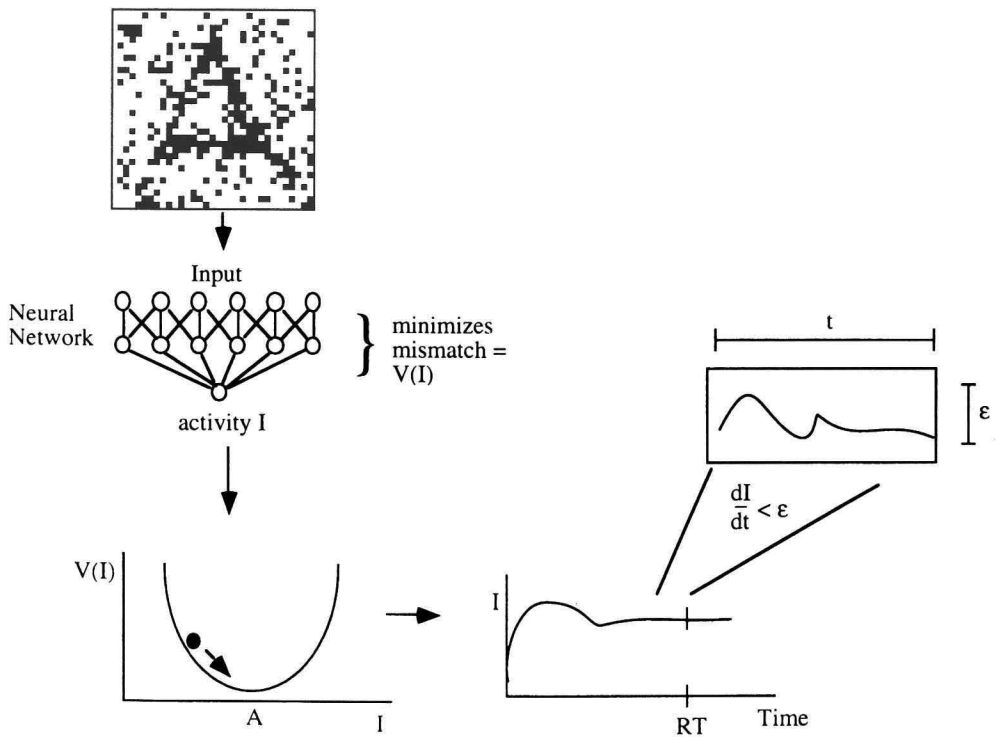 Input
Neural
Network
minimizes
mismatch =
V(I)
activity I
t
ε
dI
dt
< ε
V(I)
A
I
I
RT
Time